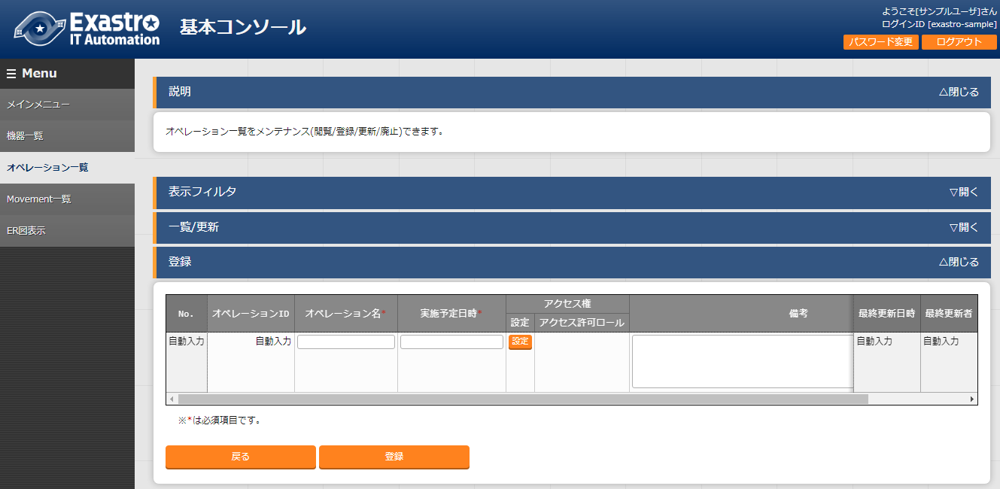 Exastro
IT Automation
基本コンソール
ようこそ[サンプルユーザ]さん
ログインID [exastro-sample]
パスワード変更 ログアウト
Menu
メインメニュー
機器一覧
オペレーション一覧
Movement一覧
ER図表示
説明 △閉じる
オペレーション一覧をメンテナンス(閲覧/登録/更新/廃止)できます。
表示フィルタ ▽開く
一覧/更新 ▽開く
登録 △閉じる
No. オペレーションID オペレーション名* 実施予定日時* アクセス権 備考 最終更新日時 最終更新者
設定 アクセス許可ロール
自動入力 自動入力 設定 自動入力 自動入力
※*は必須項目です。
戻る 登録